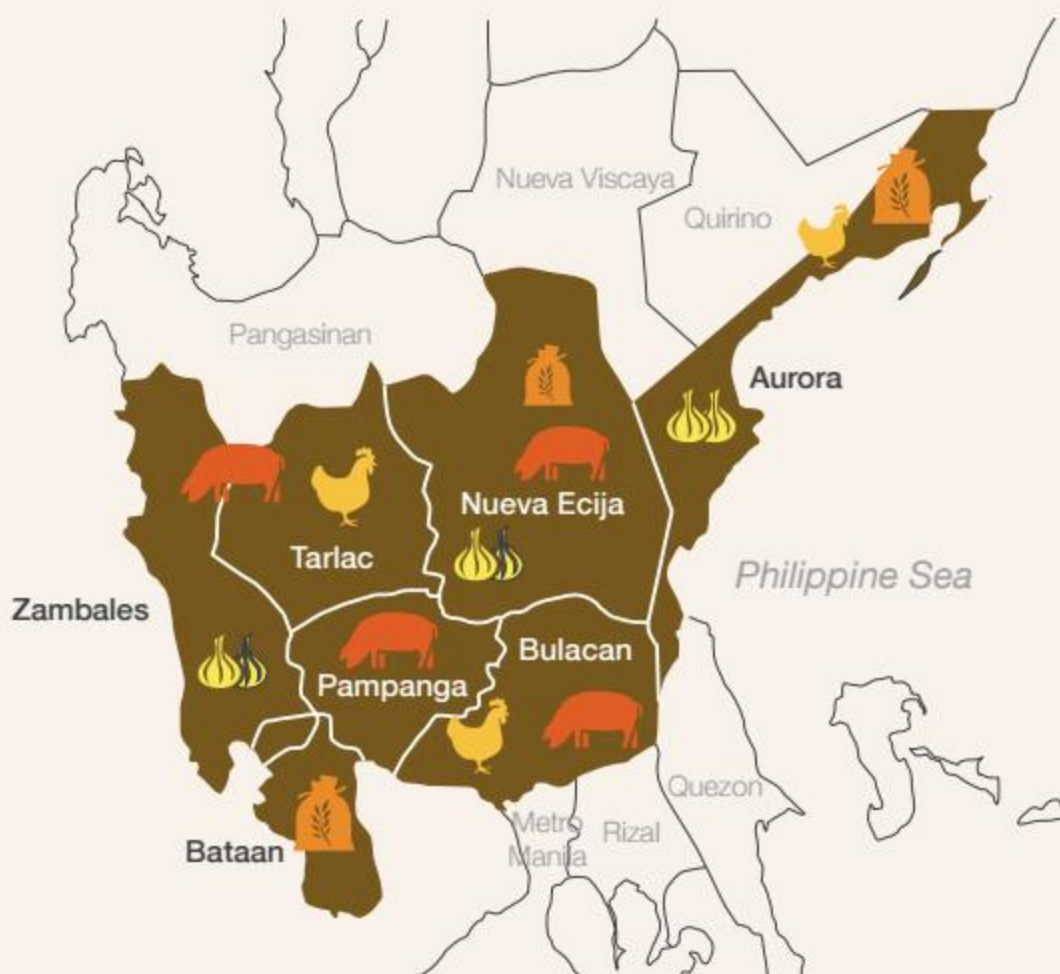 Nueva Viscaya
Quirino
Pangasinan
Aurora
Nueva Ecija
Tarlac
Philippine Sea
Zambales
Bulacan
Pampanga
Quezon
Metro
Manila
Rizal
Bataan